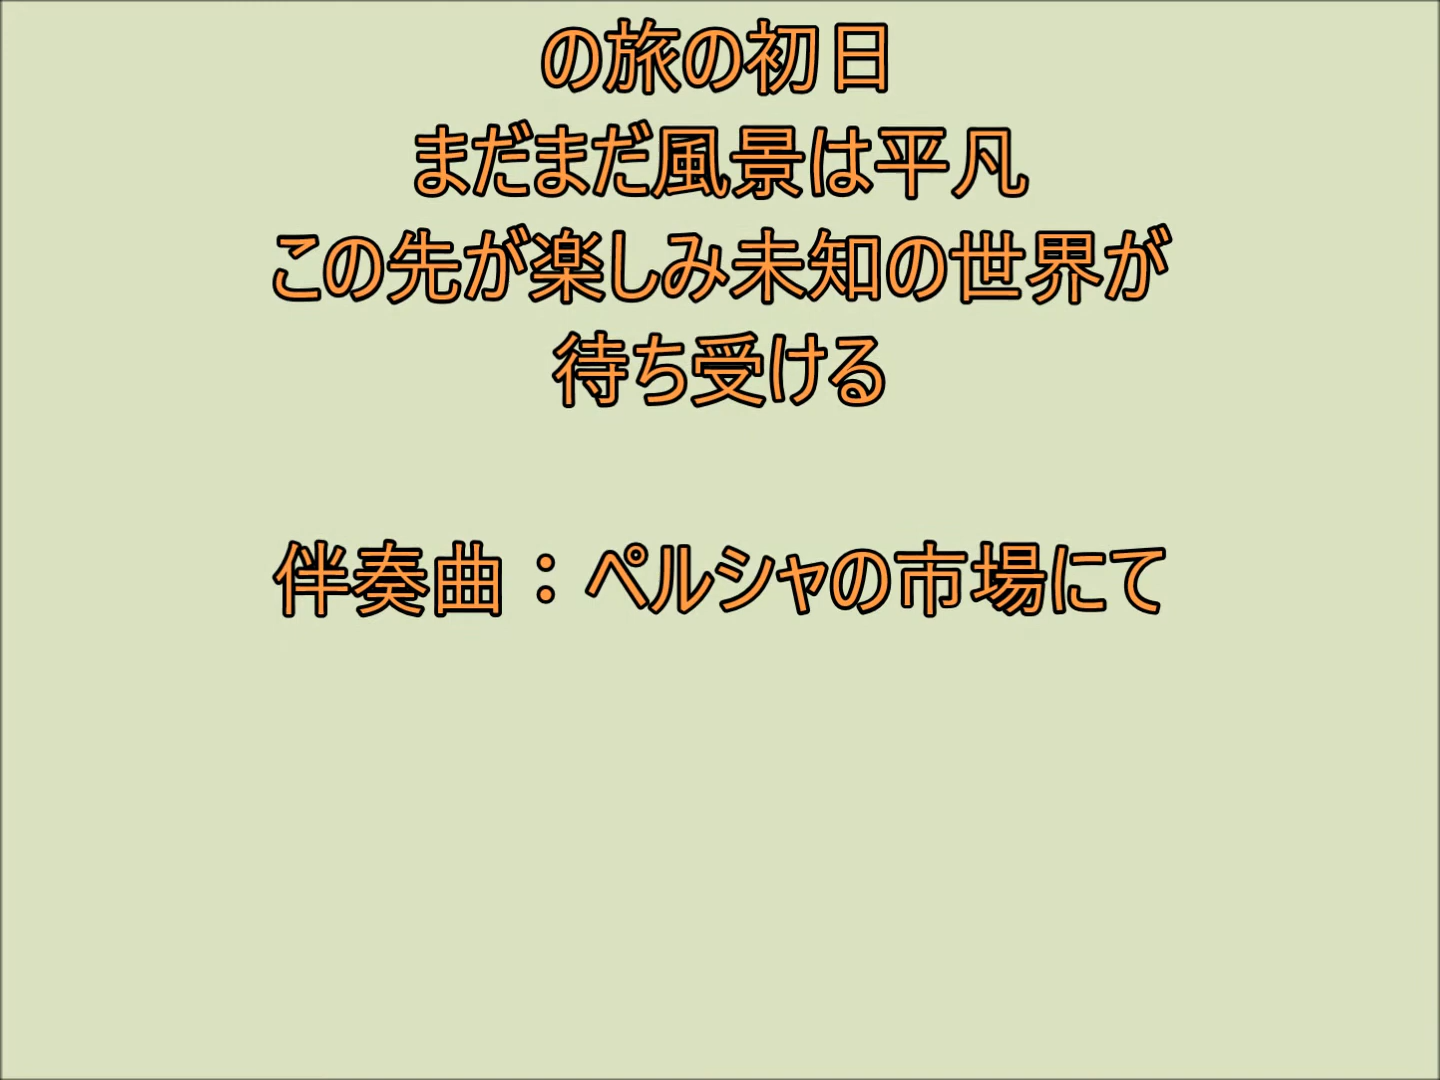 の旅の初日
まだまだ風景は平凡
この先が楽しみ未知の世界が
待ち受ける
伴奏曲：ペルシャの市場にて